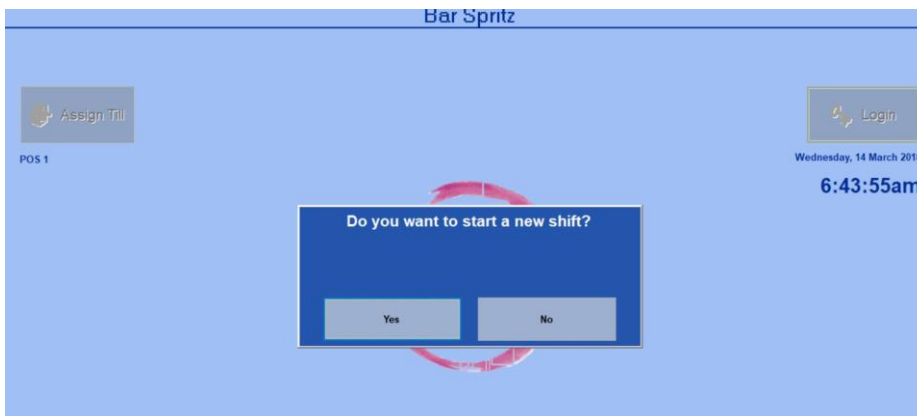 Bar Spritz
Assign Till
Login
POS 1
Wednesday, 14 March 201
6:43:55am
Do you want to start a new shift?
Yes
No